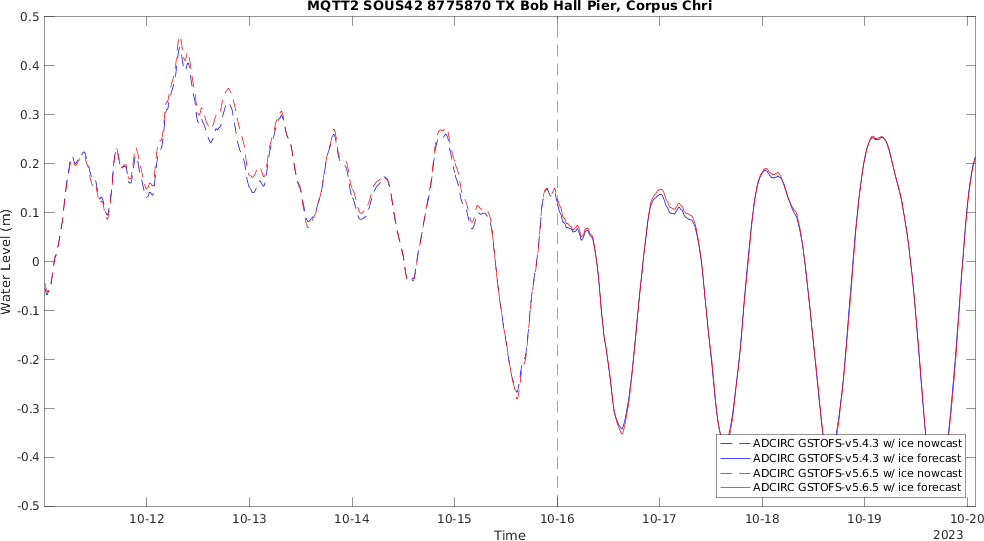 MQTT2 SOUS42 8775870 TX Bob Hall Pier, Corpus Chri
0.5
0.4
0.3
0.2
0.1
0
-0.1
-0.2
-0.3
-0.4
-0.5
Water Level (m)
ADCIRC GSTOFS-v5.4.3 w/ ice nowcast
ADCIRC GSTOFS-v5.4.3 w/ ice forecast
ADCIRC GSTOFS-v5.6.5 w/ ice nowcast
ADCIRC GSTOFS-v5.6.5 w/ ice forecast
10-12 10-13 10-14 10-15 10-16 10-17 10-18 10-19 10-20
Time
2023